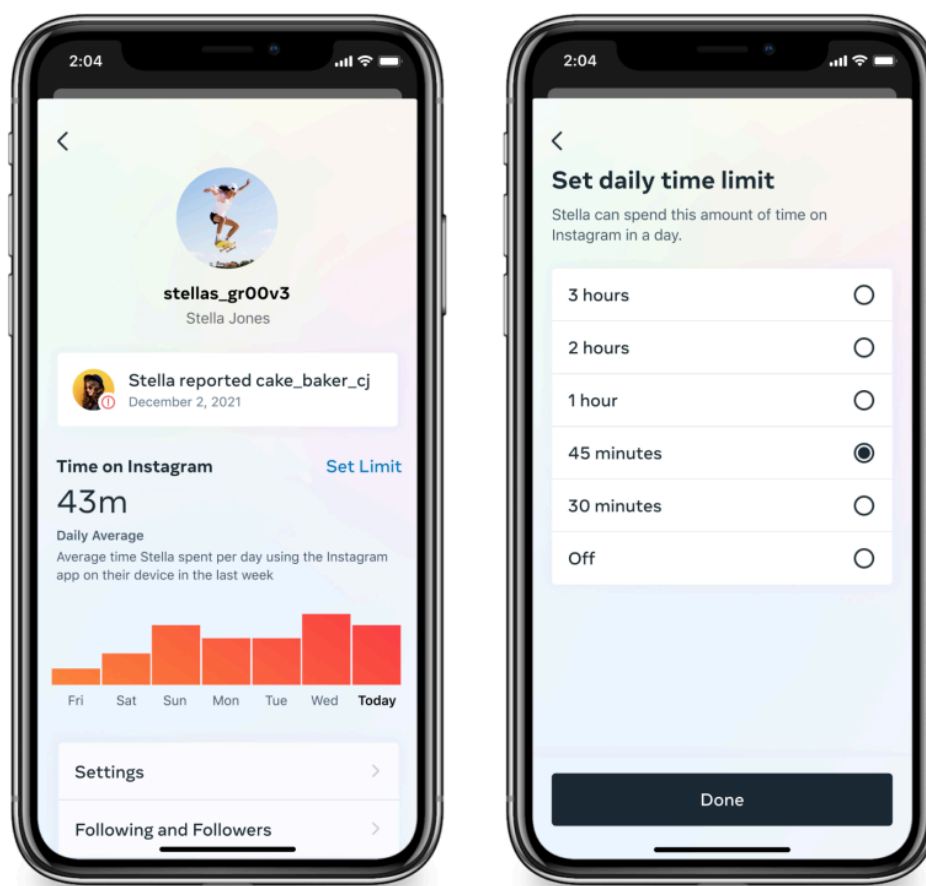 2:04
stellas_gr00v3
Stella Jones
Stella reported cake_baker_cj
December 2, 2021
Time on Instagram
Set Limit
43m
Daily Average
Average time Stella spent per day using the Instagram
app on their device in the last week
Fri Sat Sun Mon Tue Wed Today
Settings
Following and Followers
2:04
Set daily time limit
Stella can spend this amount of time on
Instagram in a day.
3 hours
2 hours
1 hour
45 minutes
30 minutes
Off
Done